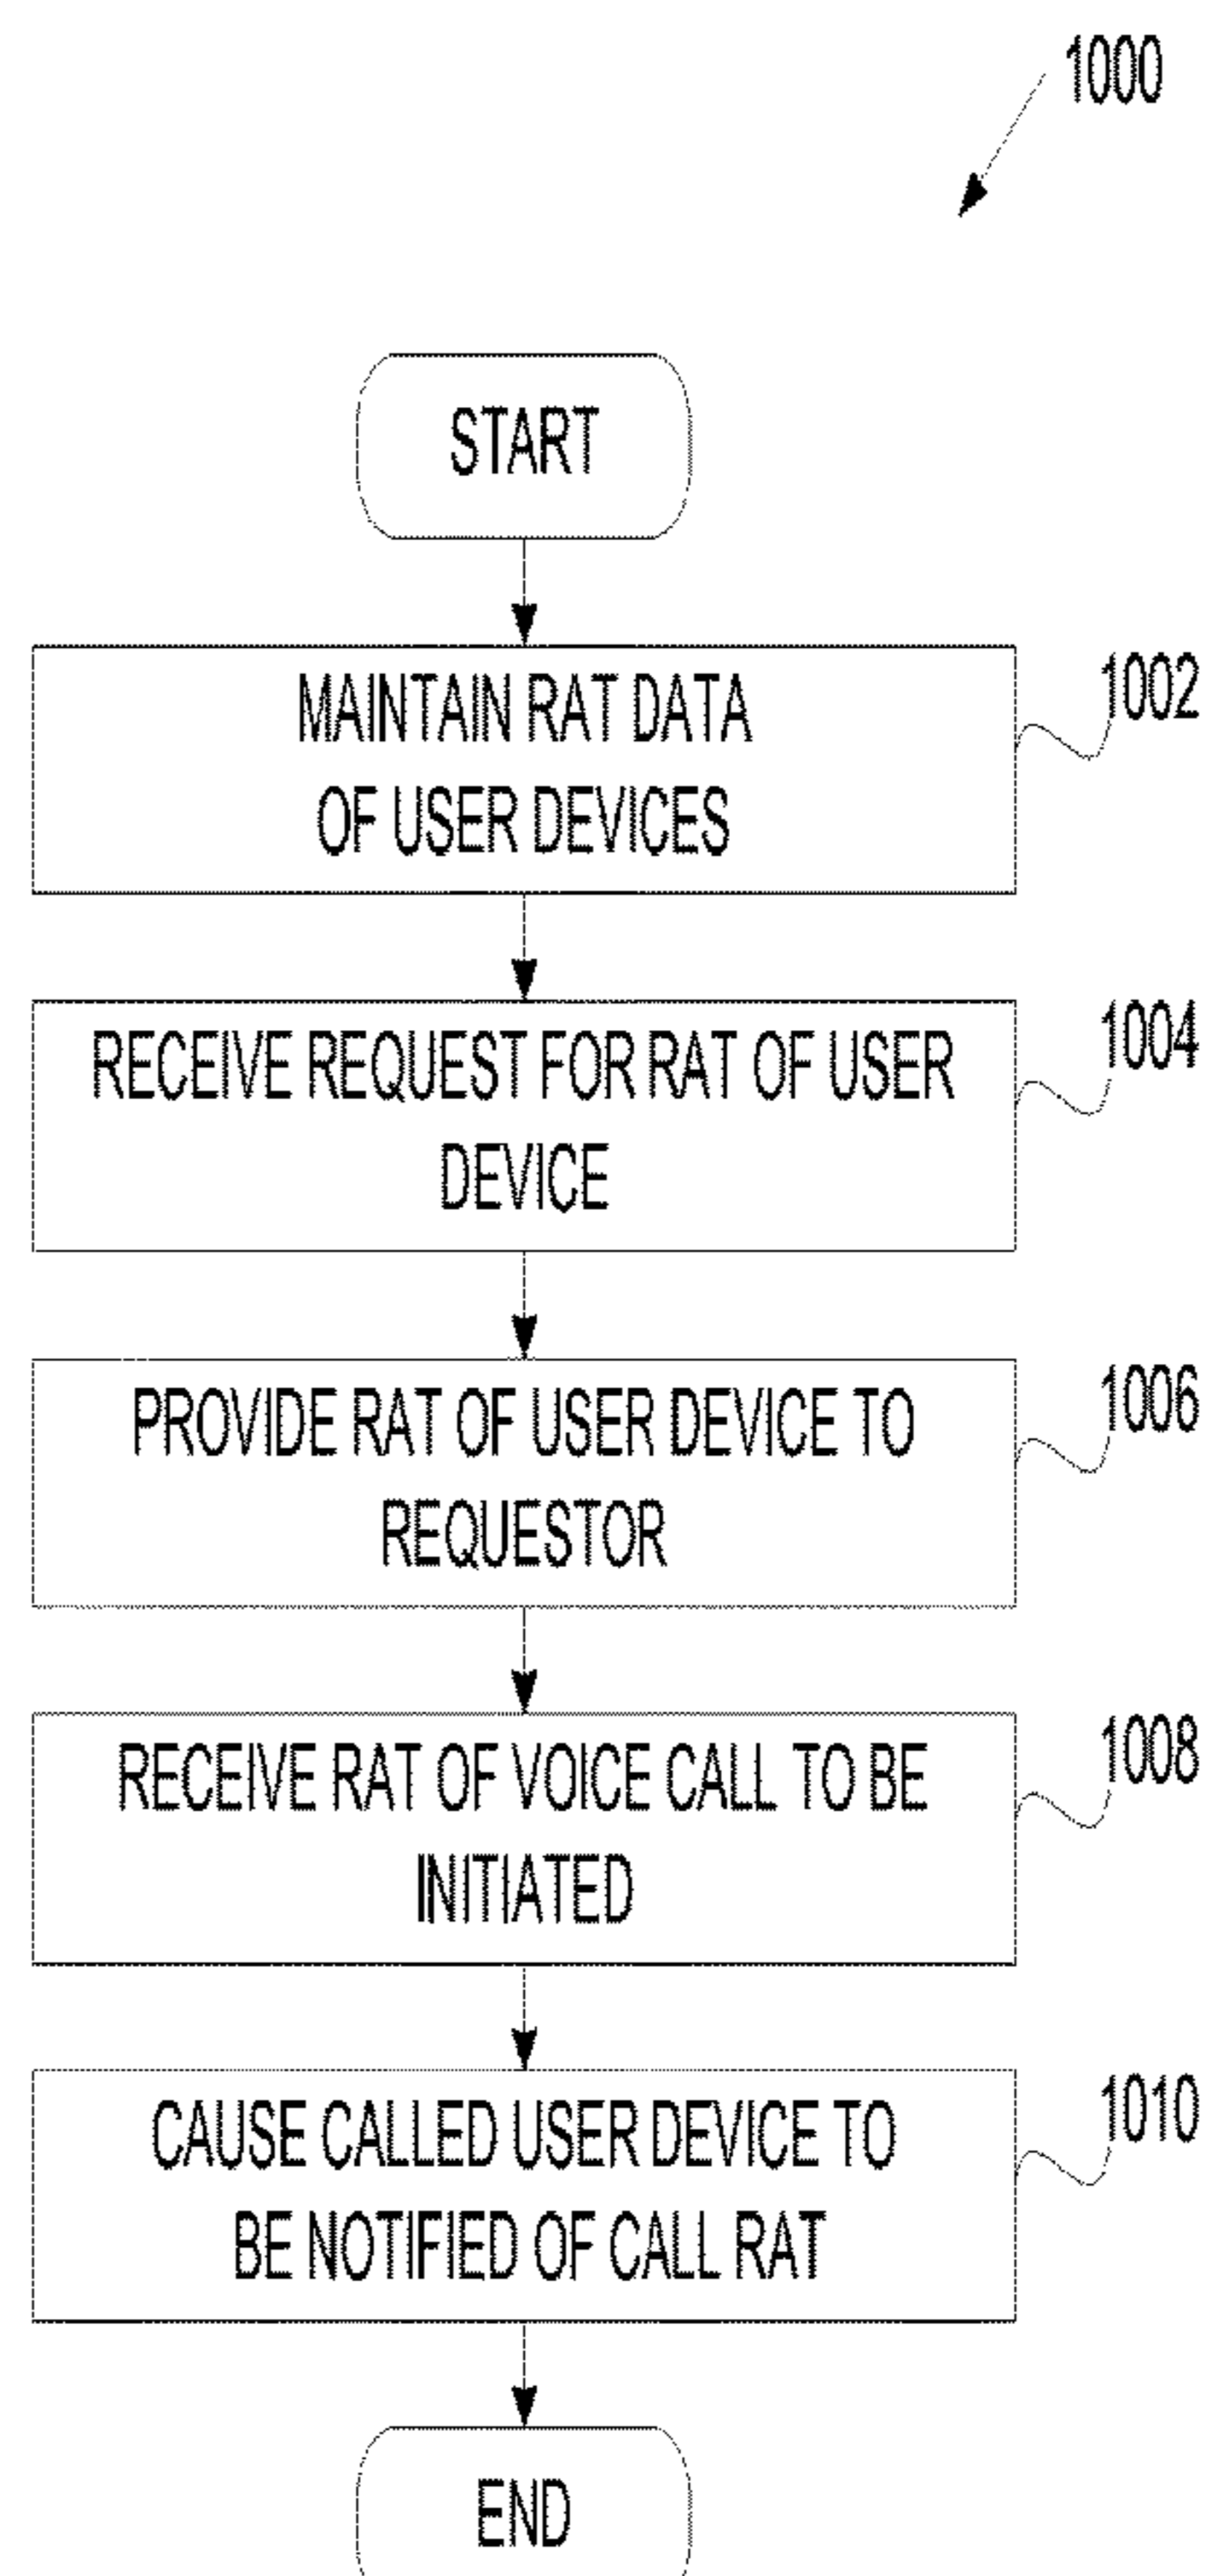 1000
START
MAINTAIN RAT DATA
OF USER DEVICES
1002
RECEIVE REQUEST FOR RAT OF USER
DEVICE
1004
PROVIDE RAT OF USER DEVICE TO
REQUESTOR
1006
RECEIVE RAT OF VOICE CALL TO BE
INITIATED
1008
CAUSE CALLED USER DEVICE TO
BE NOTIFIED OF CALL RAT
1010
END